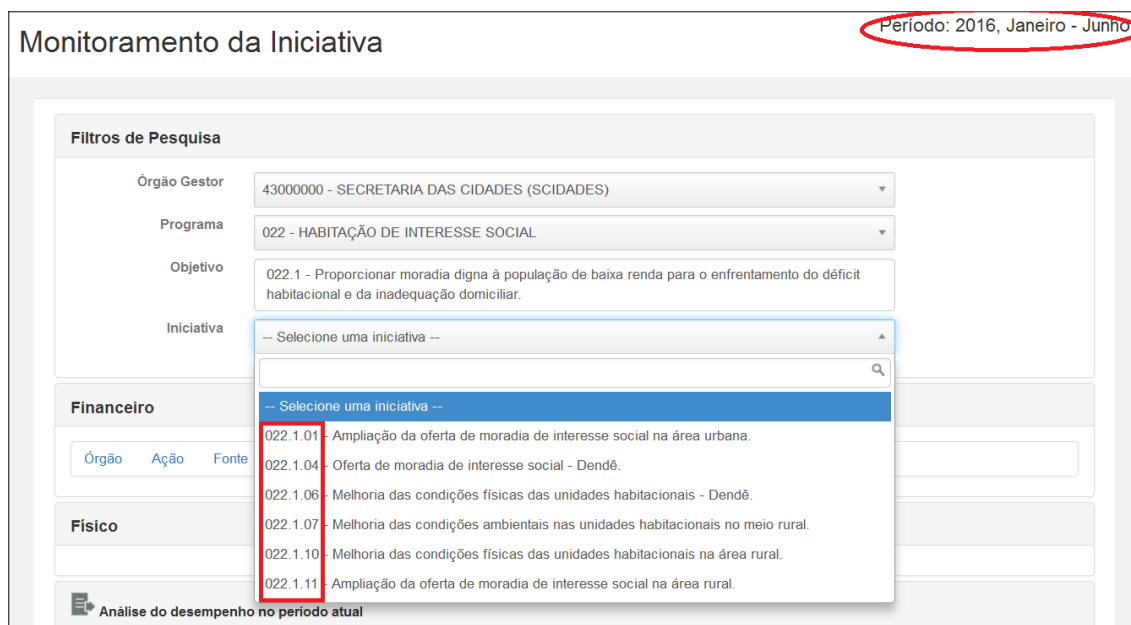 Monitoramento da Iniciativa
Período: 2016, Janeiro - Junho
Filtros de Pesquisa
Órgão Gestor
43000000 - SECRETARIA DAS CIDADES (SCIDADES)
Programa
022 - HABITAÇÃO DE INTERESSE SOCIAL
Objetivo
022.1 - Proporcionar moradia digna à população de baixa renda para o enfrentamento do déficit
habitacional e da inadequação domiciliar.
Iniciativa
-- Selecione uma iniciativa --
-- Selecione uma iniciativa --
022.1.01 - Ampliação da oferta de moradia de interesse social na área urbana.
022.1.04 - Oferta de moradia de interesse social - Dendê.
022.1.06 - Melhoria das condições físicas das unidades habitacionais - Dendê.
022.1.07 - Melhoria das condições ambientais nas unidades habitacionais no meio rural.
022.1.10 - Melhoria das condições físicas das unidades habitacionais na área rural.
022.1.11 - Ampliação da oferta de moradia de interesse social na área rural.
Financeiro
Órgão Ação Fonte
Físico
Análise do desempenho no período atual